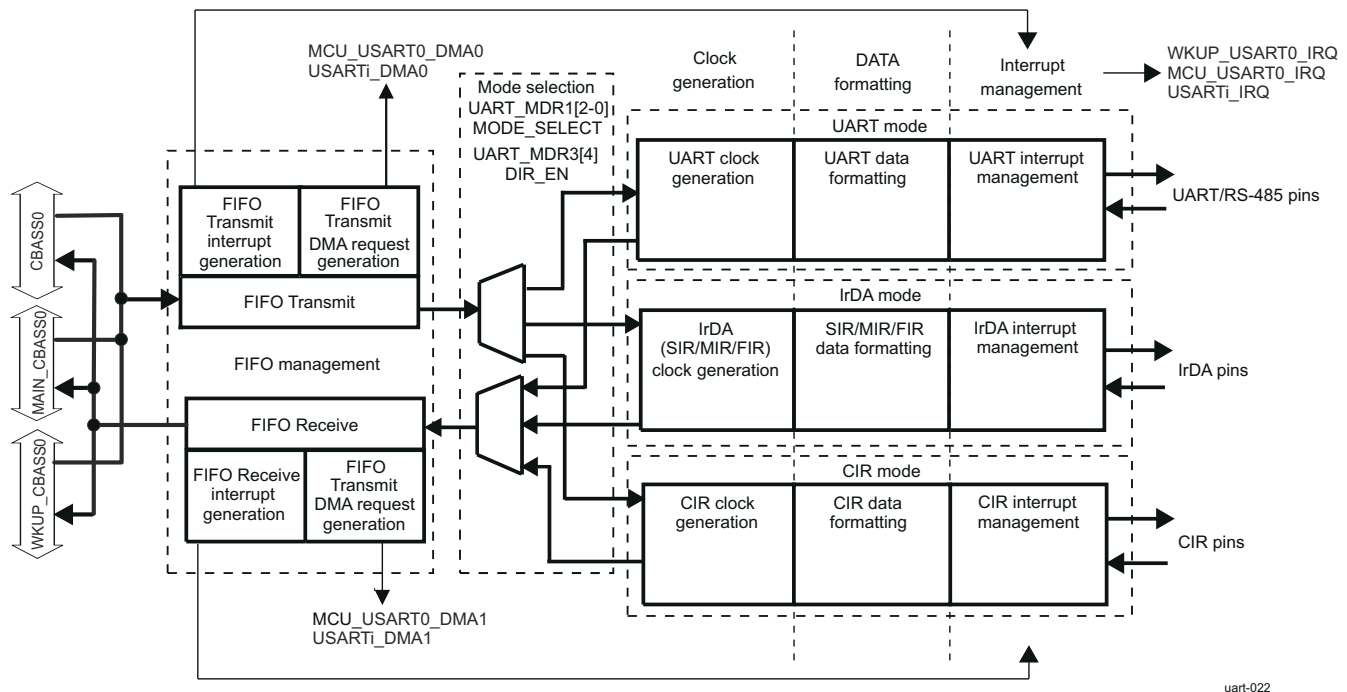 MCU_USART0_DMA0
USARTi_DMA0
Clock
generation
DATA
formatting
Interrupt
management
WKUP_USART0_IRQ
MCU_USART0_IRQ
USARTi_IRQ
Mode selection
UART_MDR1[2-0]
MODE_SELECT
UART_MDR3[4]
DIR_EN
UART mode
UART clock
generation
UART data
formatting
UART interrupt
management
UART/RS-485 pins
CBASS0
MAIN_CBASS0
WKUP_CBASS0
FIFO
Transmit
interrupt
generation
FIFO
Transmit
DMA request
generation
FIFO Transmit
FIFO management
FIFO Receive
FIFO Receive
interrupt
generation
FIFO
Transmit
DMA request
generation
IrDA mode
IrDA
(SIR/MIR/FIR)
clock generation
SIR/MIR/FIR
data formatting
IrDA interrupt
management
IrDA pins
CIR mode
CIR clock
generation
CIR data
formatting
CIR interrupt
management
CIR pins
MCU_USART0_DMA1
USARTi_DMA1
uart-022